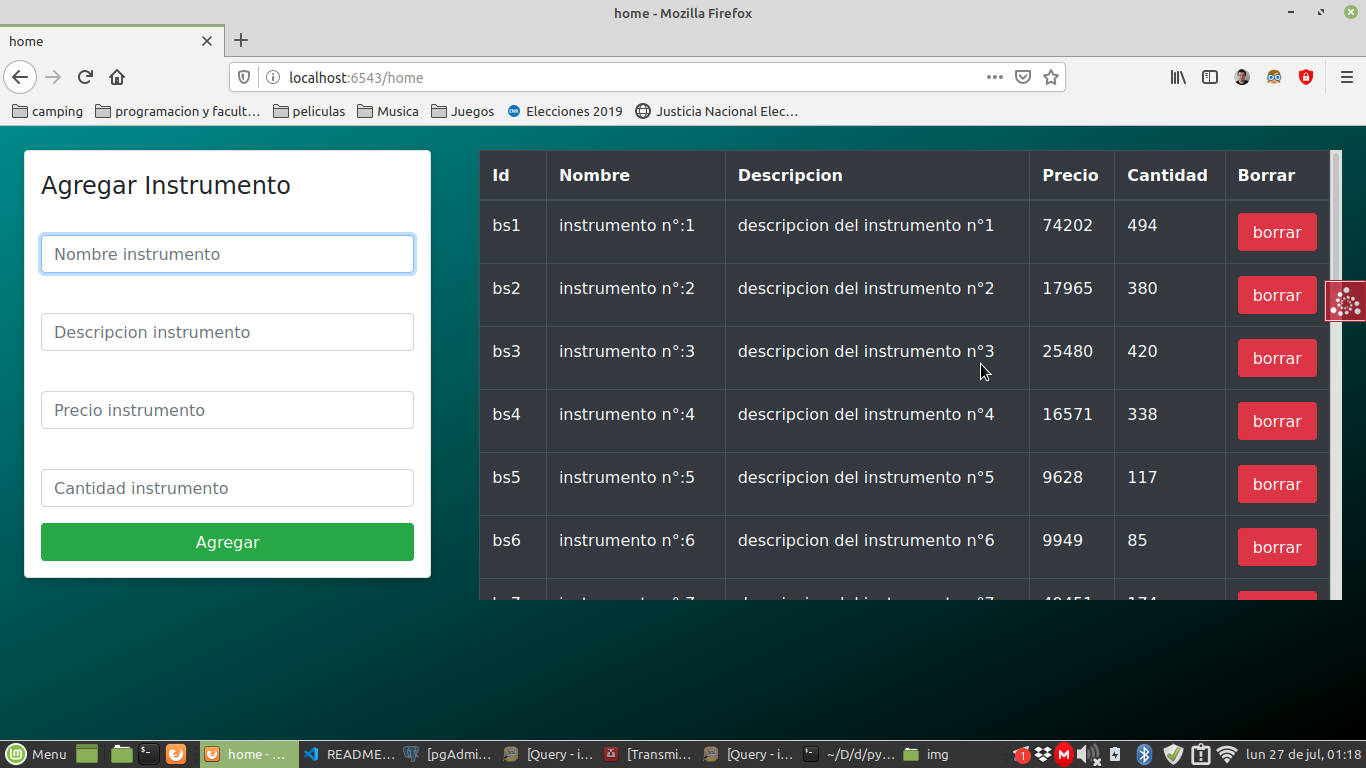 home - Mozilla Firefox
home
localhost:6543/home
camping
programacion y facult...
peliculas
Musica
Juegos
Elecciones 2019
Justicia Nacional Elec...
Agregar Instrumento
Nombre instrumento
Descripcion instrumento
Precio instrumento
Cantidad instrumento
Agregar
Id Nombre Descripcion Precio Cantidad Borrar
bs1 instrumento n°:1 descripcion del instrumento n°1 74202 494 borrar
bs2 instrumento n°:2 descripcion del instrumento n°2 17965 380 borrar
bs3 instrumento n°:3 descripcion del instrumento n°3 25480 420 borrar
bs4 instrumento n°:4 descripcion del instrumento n°4 16571 338 borrar
bs5 instrumento n°:5 descripcion del instrumento n°5 9628 117 borrar
bs6 instrumento n°:6 descripcion del instrumento n°6 9949 85 borrar
Menu
home - ...
README...
[pgAdmi...
[Query - i...
[Transmi...
[Query - i...
~/D/d/py...
img
1
lun 27 de jul, 01:18